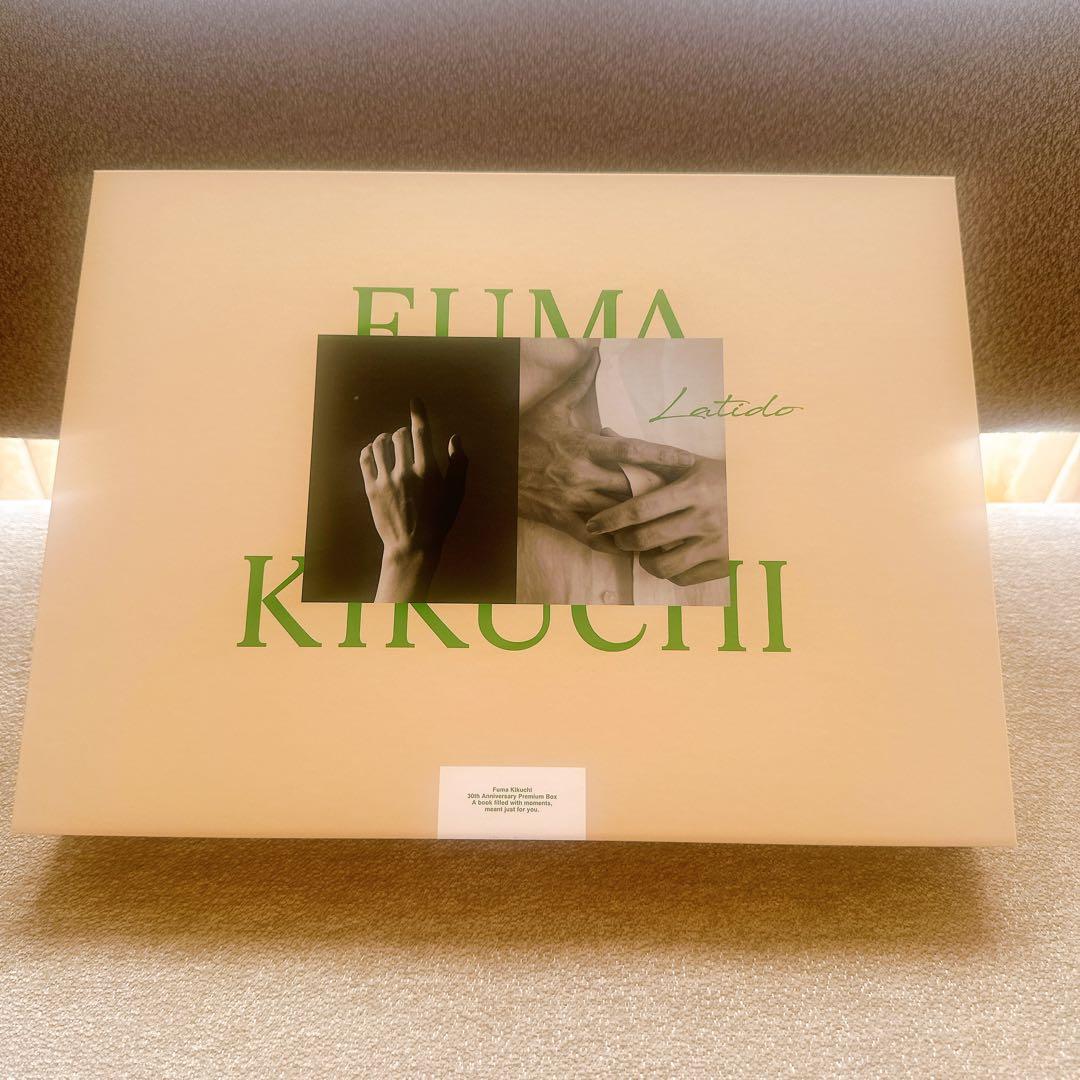 FUMA
Latido
KIKUCHI
Fuma Kikuchi
30th Anniversary Premium Box
A book filled with moments,
meant just for you.